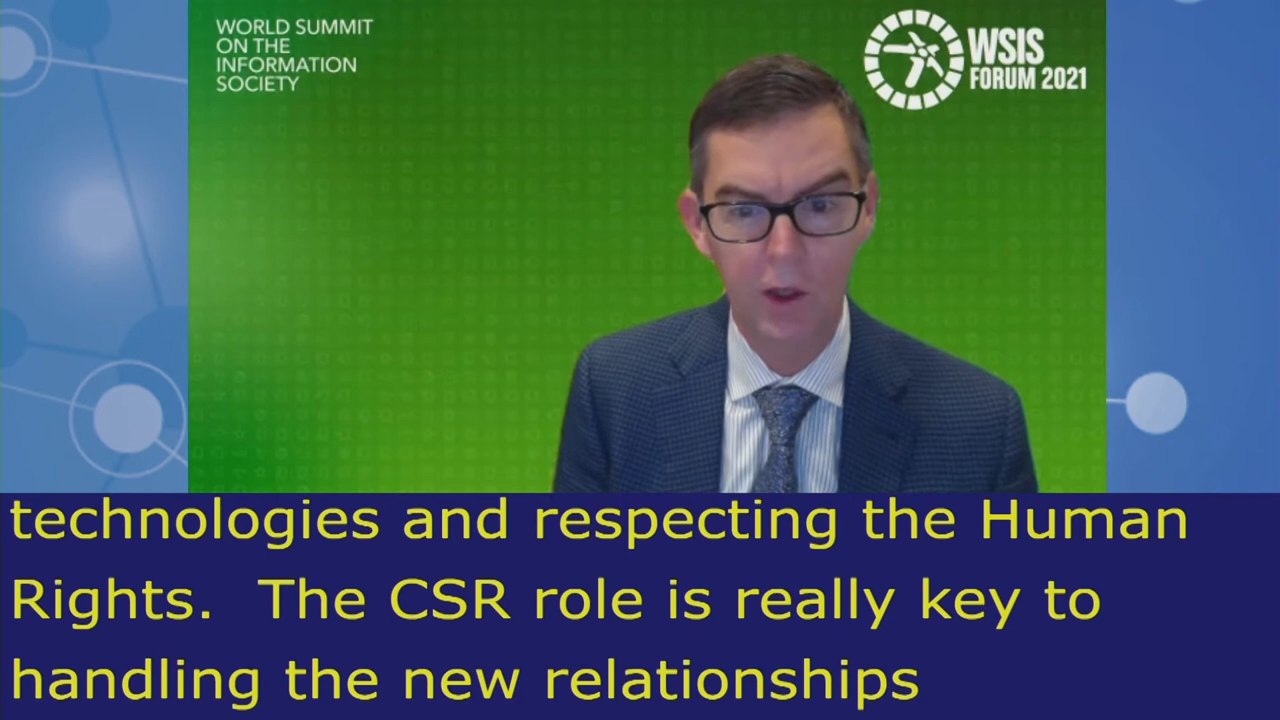 WORLD SUMMIT
ON THE
INFORMATION
SOCIETY
WSIS
FORUM 2021
technologies and respecting the Human
Rights.  The CSR role is really key to
handling the new relationships